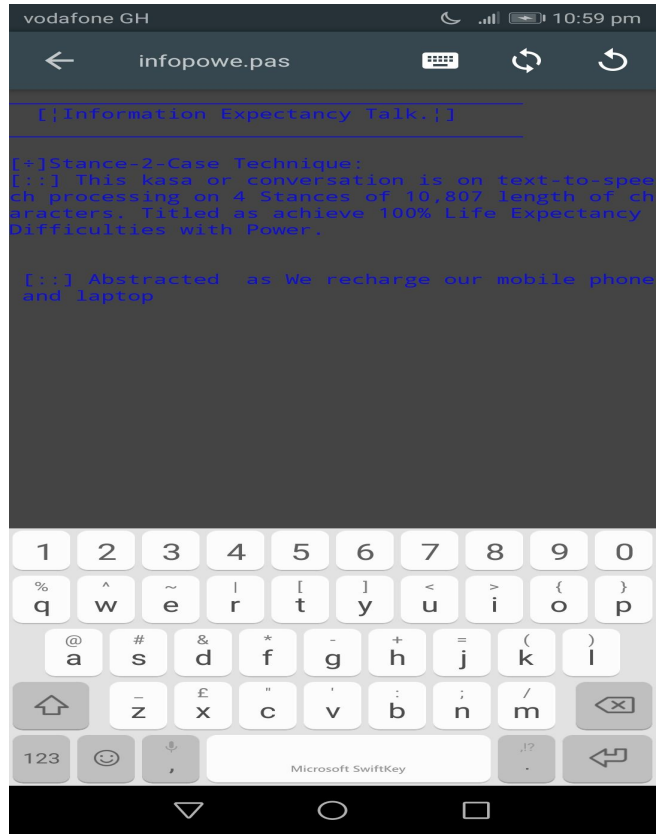 vodafone GH 10:59 pm
infopowe.pas
[¦Information Expectancy Talk.¦]
[÷]Stance-2-Case Technique:
[::] This kasa or conversation is on text-to-spee
ch processing on 4 Stances of 10,807 length of ch
aracters. Titled as achieve 100% Life Expectancy
Difficulties with Power.
[::] Abstracted  as We recharge our mobile phone
and laptop
1 2 3 4 5 6 7 8 9 0
% ^ ~ | [ ] < > { }
q w e r t y u i o p
@ # & * - + = ( )
a s d f g h j k l
_ £ " ' : ; /
z x c v b n m
123 , Microsoft SwiftKey ,!? .